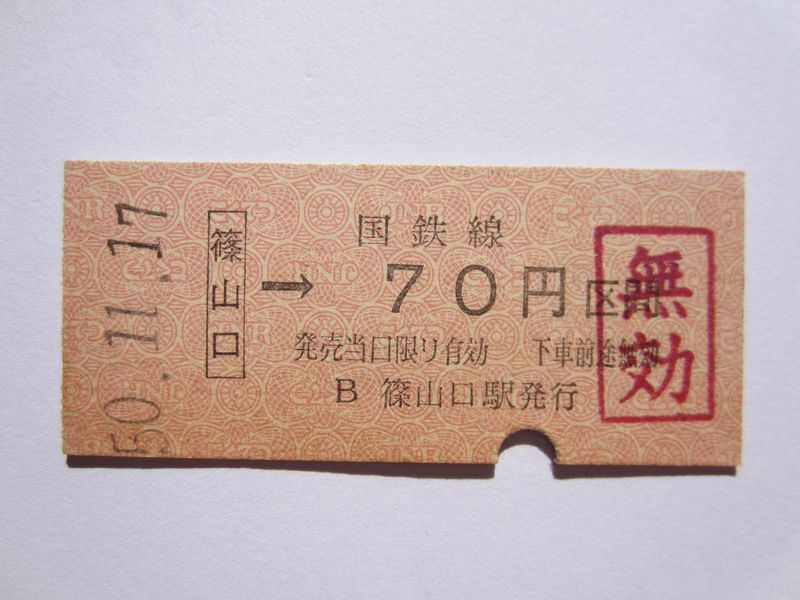 50.11.17
篠山口
国鉄線
→70円区間
発売当日限り有効 下車前途無効
B 篠山口駅発行
無効